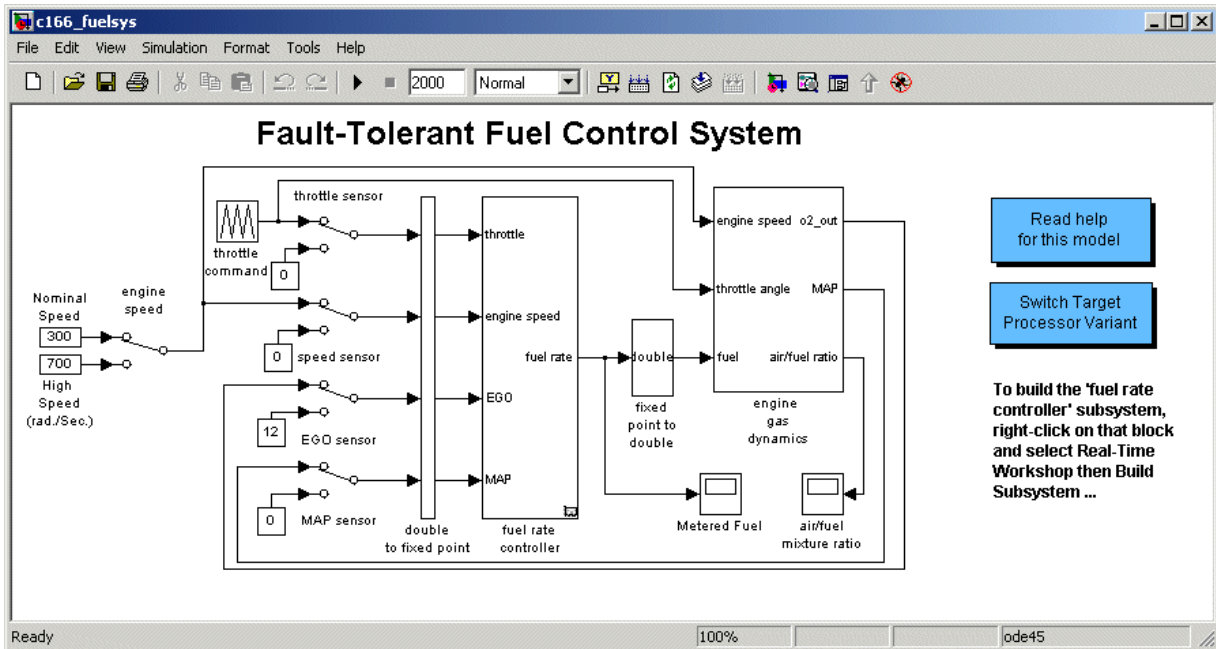 c166_fuelsys
File Edit View Simulation Format Tools Help
2000 Normal
Fault-Tolerant Fuel Control System
throttle sensor
throttle
command
0
Nominal
Speed
300
700
High
Speed
(rad./Sec.)
engine
speed
0
speed sensor
12
EGO sensor
0
MAP sensor
double
to fixed point
throttle
engine speed
EGO
MAP
fuel rate
fuel rate
controller
double
fixed
point to
double
engine speed o2_out
throttle angle MAP
fuel air/fuel ratio
engine
gas
dynamics
Metered Fuel
air/fuel
mixture ratio
Read help
for this model
Switch Target
Processor Variant
To build the 'fuel rate
controller' subsystem,
right-click on that block
and select Real-Time
Workshop then Build
Subsystem ...
Ready 100% ode45